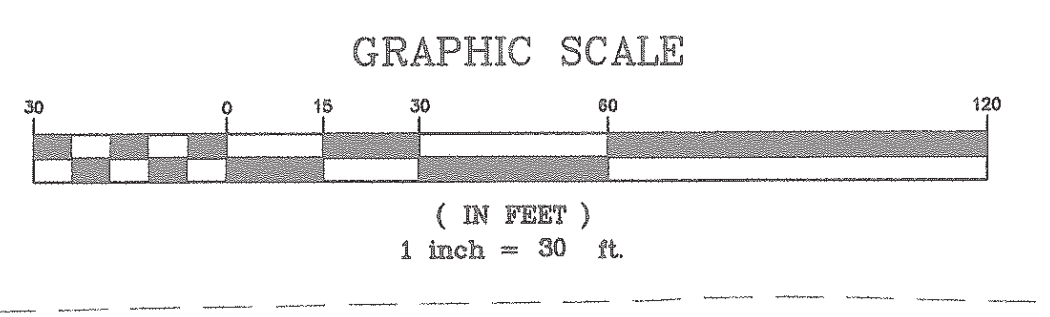 GRAPHIC SCALE
30 0 15 30 60 120
( IN FEET )
1 inch = 30 ft.